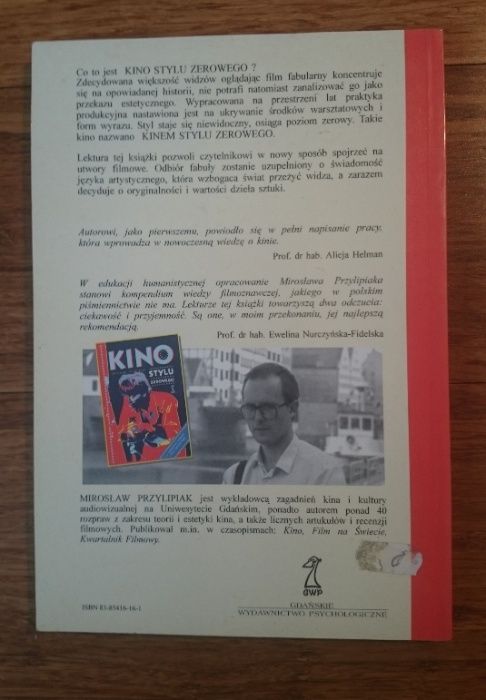 Co to jest KINO STYLU ZEROWEGO ?
Zdecydowana większość widzów oglądając film fabularny koncentruje
się na opowiadanej historii, nie potrafi natomiast zanalizować go jako
przekazu estetycznego. Wypracowana na przestrzeni lat praktyka
produkcyjna nastawiona jest na ukrywanie środków warsztatowych i
form wyrazu. Styl staje się niewidoczny, osiąga poziom zerowy. Takie
kino nazwano KINEM STYLU ZEROWEGO.
Lektura tej książki pozwoli czytelnikowi w nowy sposób spojrzeć na
utwory filmowe. Odbiór fabuły zostanie uzupełniony o świadomość
języka artystycznego, która wzbogaca świat przeżyć widza, a zarazem
decyduje o oryginalności i wartości dzieła sztuki.
Autorowi, jako pierwszemu, powiodło się w pełni napisanie pracy,
która wprowadza w nowoczesną wiedzę o kinie.
Prof. dr hab. Alicja Helman
W edukacji humanistycznej opracowanie Mirosława Przylipiaka
stanowi kompendium wiedzy filmoznawczej, jakiego w polskim
piśmiennictwie nie ma. Lekturze tej książki towarzyszą dwa odczucia:
ciekawość i przyjemność. Są one, w moim przekonaniu, jej najlepszą
rekomendacją.
Prof. dr hab. Ewelina Nurczyńska-Fidelska
KINO
STYLU
ZEROWEGO
MIROSŁAW PRZYLIPIAK jest wykładowcą zagadnień kina i kultury
audiowizualnej na Uniwesytecie Gdańskim, ponadto autorem ponad 40
rozpraw z zakresu teorii i estetyki kina, a także licznych artukułów i recenzji
filmowych. Publikował m.in. w czasopismach: Kino, Film na Świecie,
Kwartalnik Filmowy.
GWP
GDAŃSKIE
WYDAWNICTWO PSYCHOLOGICZNE
ISBN 83-85416-16-1